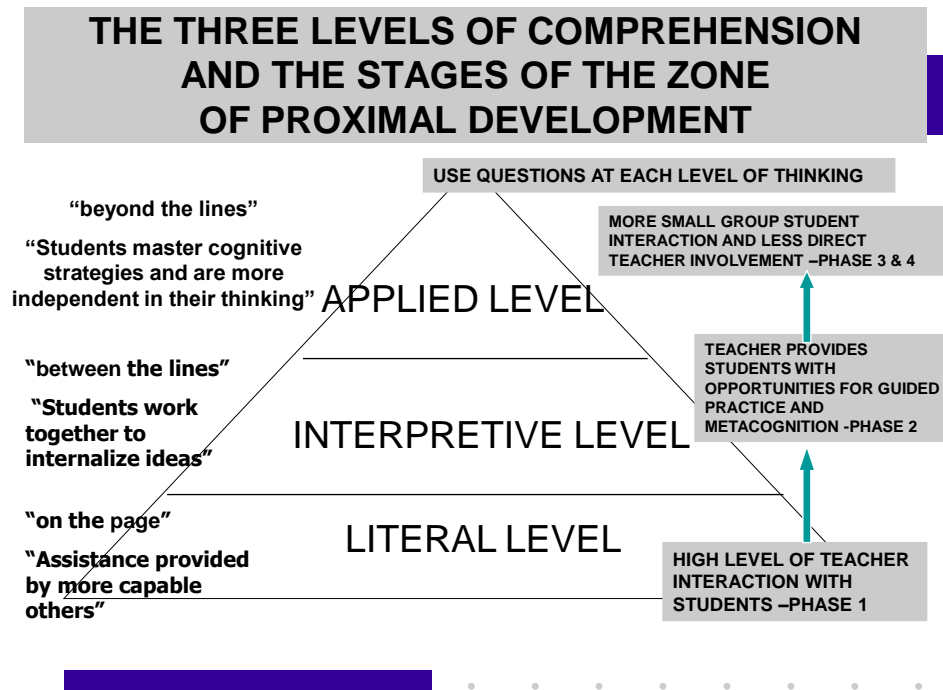 THE THREE LEVELS OF COMPREHENSION
AND THE STAGES OF THE ZONE
OF PROXIMAL DEVELOPMENT
USE QUESTIONS AT EACH LEVEL OF THINKING
“beyond the lines”
“Students master cognitive
strategies and are more
independent in their thinking”
APPLIED LEVEL
MORE SMALL GROUP STUDENT
INTERACTION AND LESS DIRECT
TEACHER INVOLVEMENT –PHASE 3 & 4
“between the lines”
“Students work
together to
internalize ideas”
INTERPRETIVE LEVEL
TEACHER PROVIDES
STUDENTS WITH
OPPORTUNITIES FOR GUIDED
PRACTICE AND
METACOGNITION -PHASE 2
“on the page”
“Assistance provided
by more capable
others”
LITERAL LEVEL
HIGH LEVEL OF TEACHER
INTERACTION WITH
STUDENTS –PHASE 1